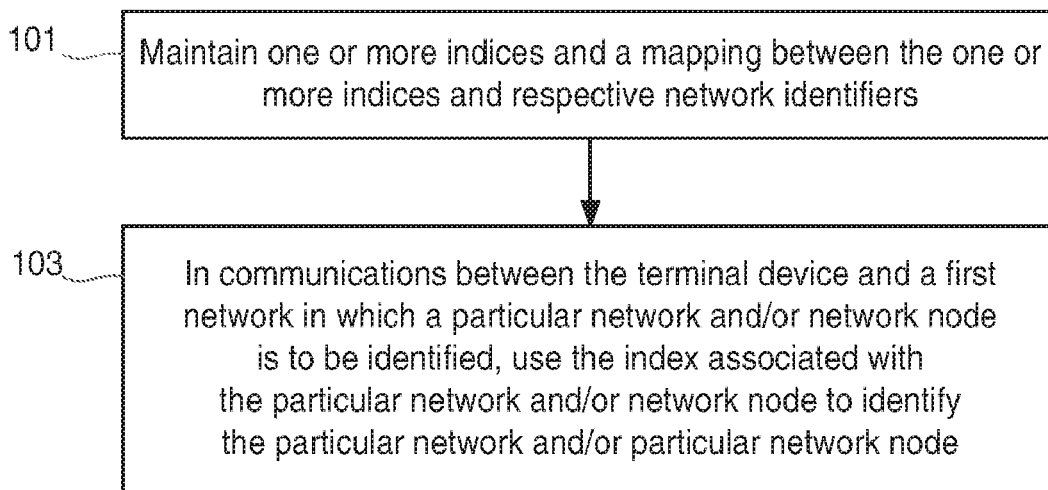 101
Maintain one or more indices and a mapping between the one or
more indices and respective network identifiers
103
In communications between the terminal device and a first
network in which a particular network and/or network node
is to be identified, use the index associated with
the particular network and/or network node to identify
the particular network and/or particular network node